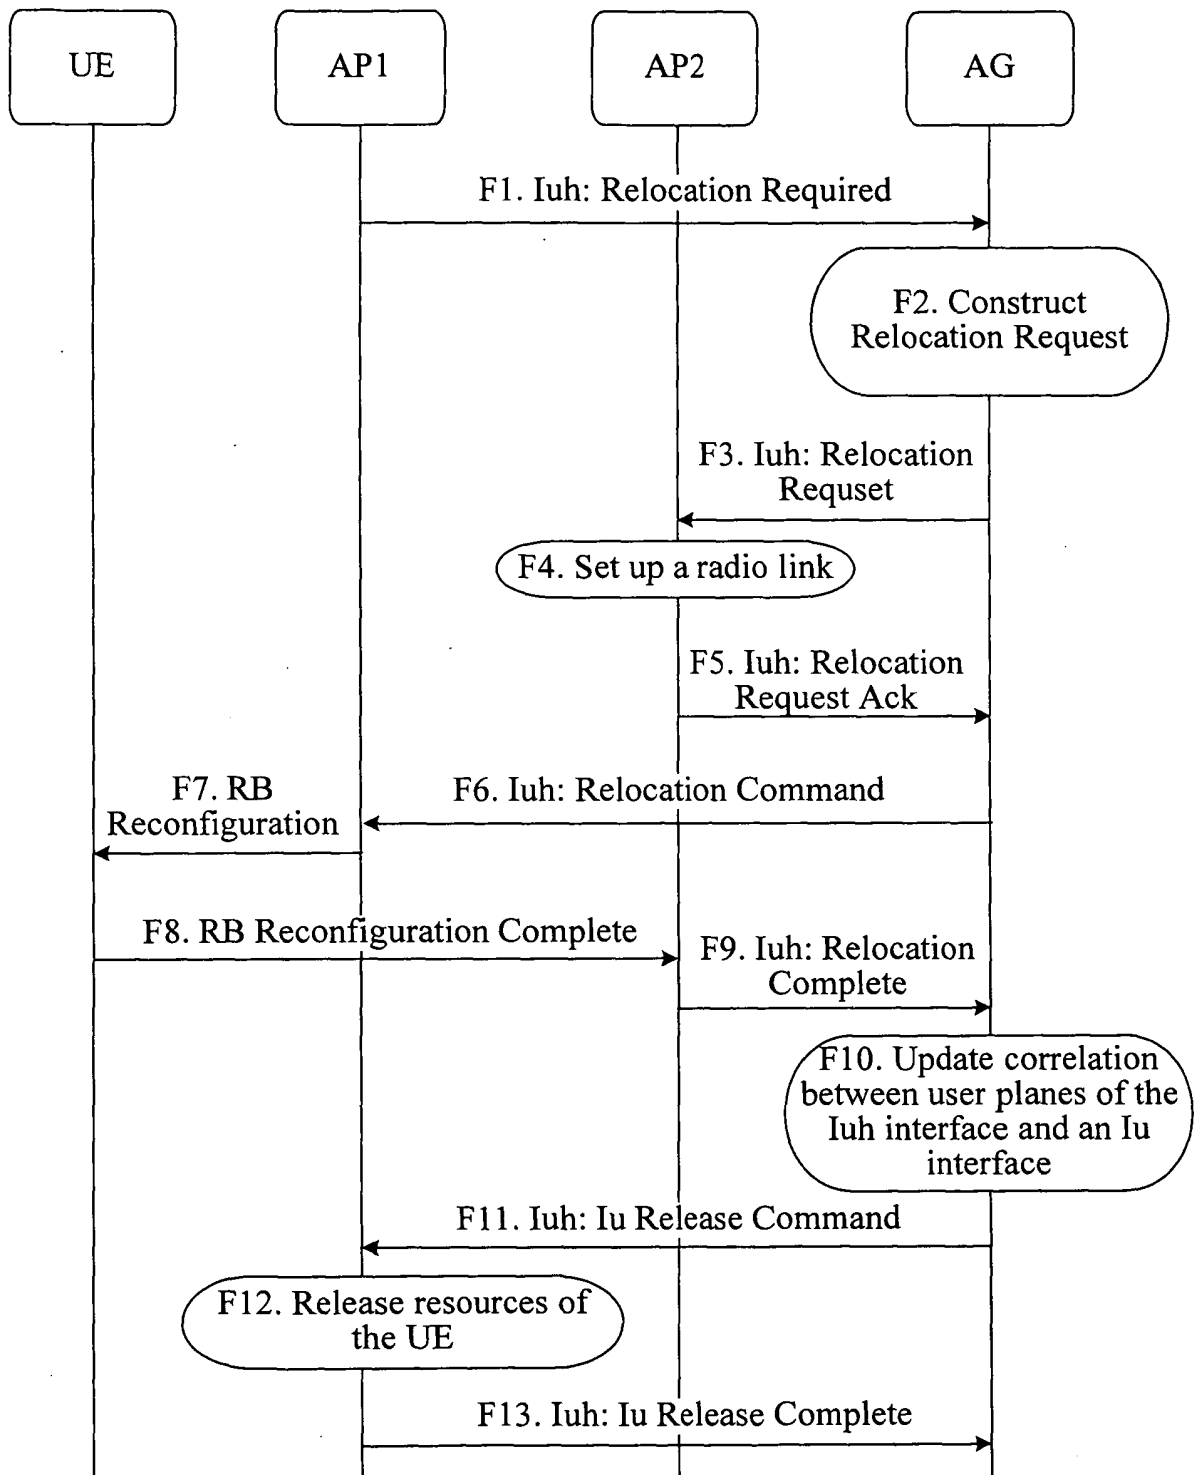 UE
AP1
AP2
AG
F1. Iuh: Relocation Required
F2. Construct
Relocation Request
F3. Iuh: Relocation
Requset
F4. Set up a radio link
F5. Iuh: Relocation
Request Ack
F6. Iuh: Relocation Command
F7. RB
Reconfiguration
F8. RB Reconfiguration Complete
F9. Iuh: Relocation
Complete
F10. Update correlation
between user planes of the
Iuh interface and an Iu
interface
F11. Iuh: Iu Release Command
F12. Release resources of
the UE
F13. Iuh: Iu Release Complete